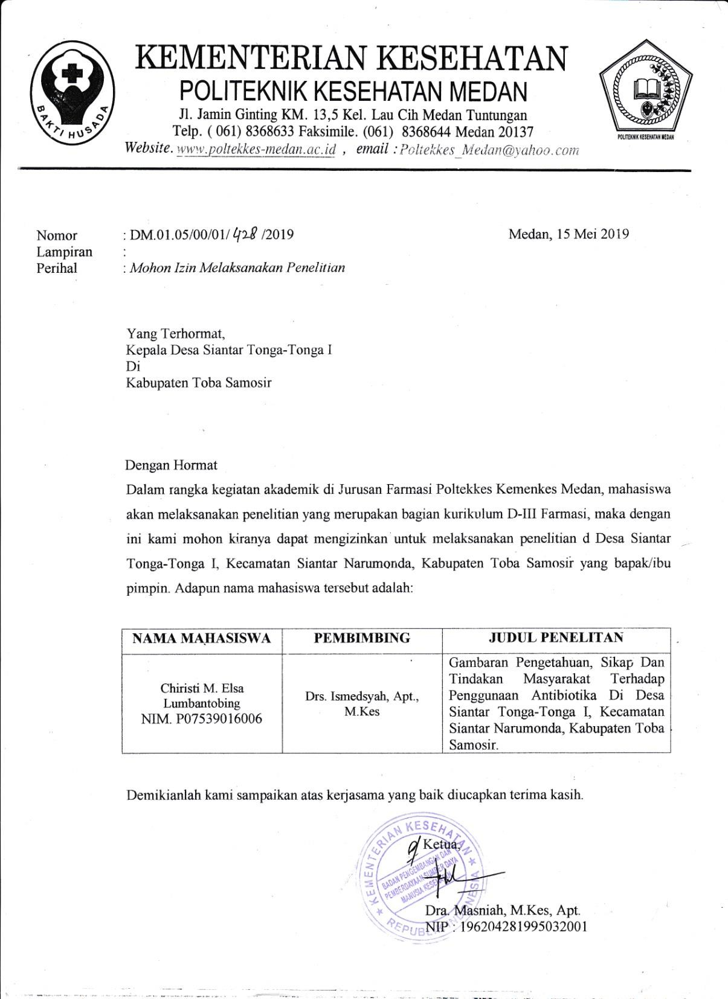 BAKTI HUSADA
KEMENTERIAN KESEHATAN
POLITEKNIK KESEHATAN MEDAN
Jl. Jamin Ginting KM. 13,5 Kel. Lau Cih Medan Tuntungan
Telp. ( 061) 8368633 Faksimile. (061) 8368644 Medan 20137
Website. www.poltekkes-medan.ac.id , email : Poltekkes_Medan@yahoo.com
POLITEKNIK KESEHATAN MEDAN
Nomor : DM.01.05/00/01/ 428 /2019 Medan, 15 Mei 2019
Lampiran :
Perihal : Mohon Izin Melaksanakan Penelitian
Yang Terhormat,
Kepala Desa Siantar Tonga-Tonga I
Di
Kabupaten Toba Samosir
Dengan Hormat
Dalam rangka kegiatan akademik di Jurusan Farmasi Poltekkes Kemenkes Medan, mahasiswa
akan melaksanakan penelitian yang merupakan bagian kurikulum D-III Farmasi, maka dengan
ini kami mohon kiranya dapat mengizinkan untuk melaksanakan penelitian d Desa Siantar
Tonga-Tonga I, Kecamatan Siantar Narumonda, Kabupaten Toba Samosir yang bapak/ibu
pimpin. Adapun nama mahasiswa tersebut adalah:
NAMA MAHASISWA PEMBIMBING JUDUL PENELITAN
Chiristi M. Elsa
Lumbantobing
NIM. P07539016006
Drs. Ismedsyah, Apt.,
M.Kes
Gambaran Pengetahuan, Sikap Dan
Tindakan Masyarakat Terhadap
Penggunaan Antibiotika Di Desa
Siantar Tonga-Tonga I, Kecamatan
Siantar Narumonda, Kabupaten Toba
Samosir.
Demikianlah kami sampaikan atas kerjasama yang baik diucapkan terima kasih.
Ketua,
KEMENTERIAN KESEHATAN
BADAN PENGEMBANGAN DAN
PEMBERDAYAAN SUMBER DAYA
MANUSIA KESEHATAN
REPUBLIK INDONESIA
Dra. Masniah, M.Kes, Apt.
NIP : 196204281995032001